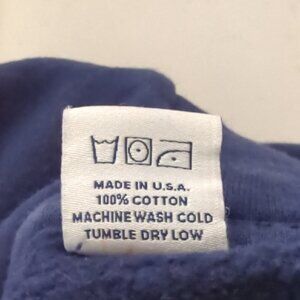 MADE IN U.S.A.
100% COTTON
MACHINE WASH COLD
TUMBLE DRY LOW